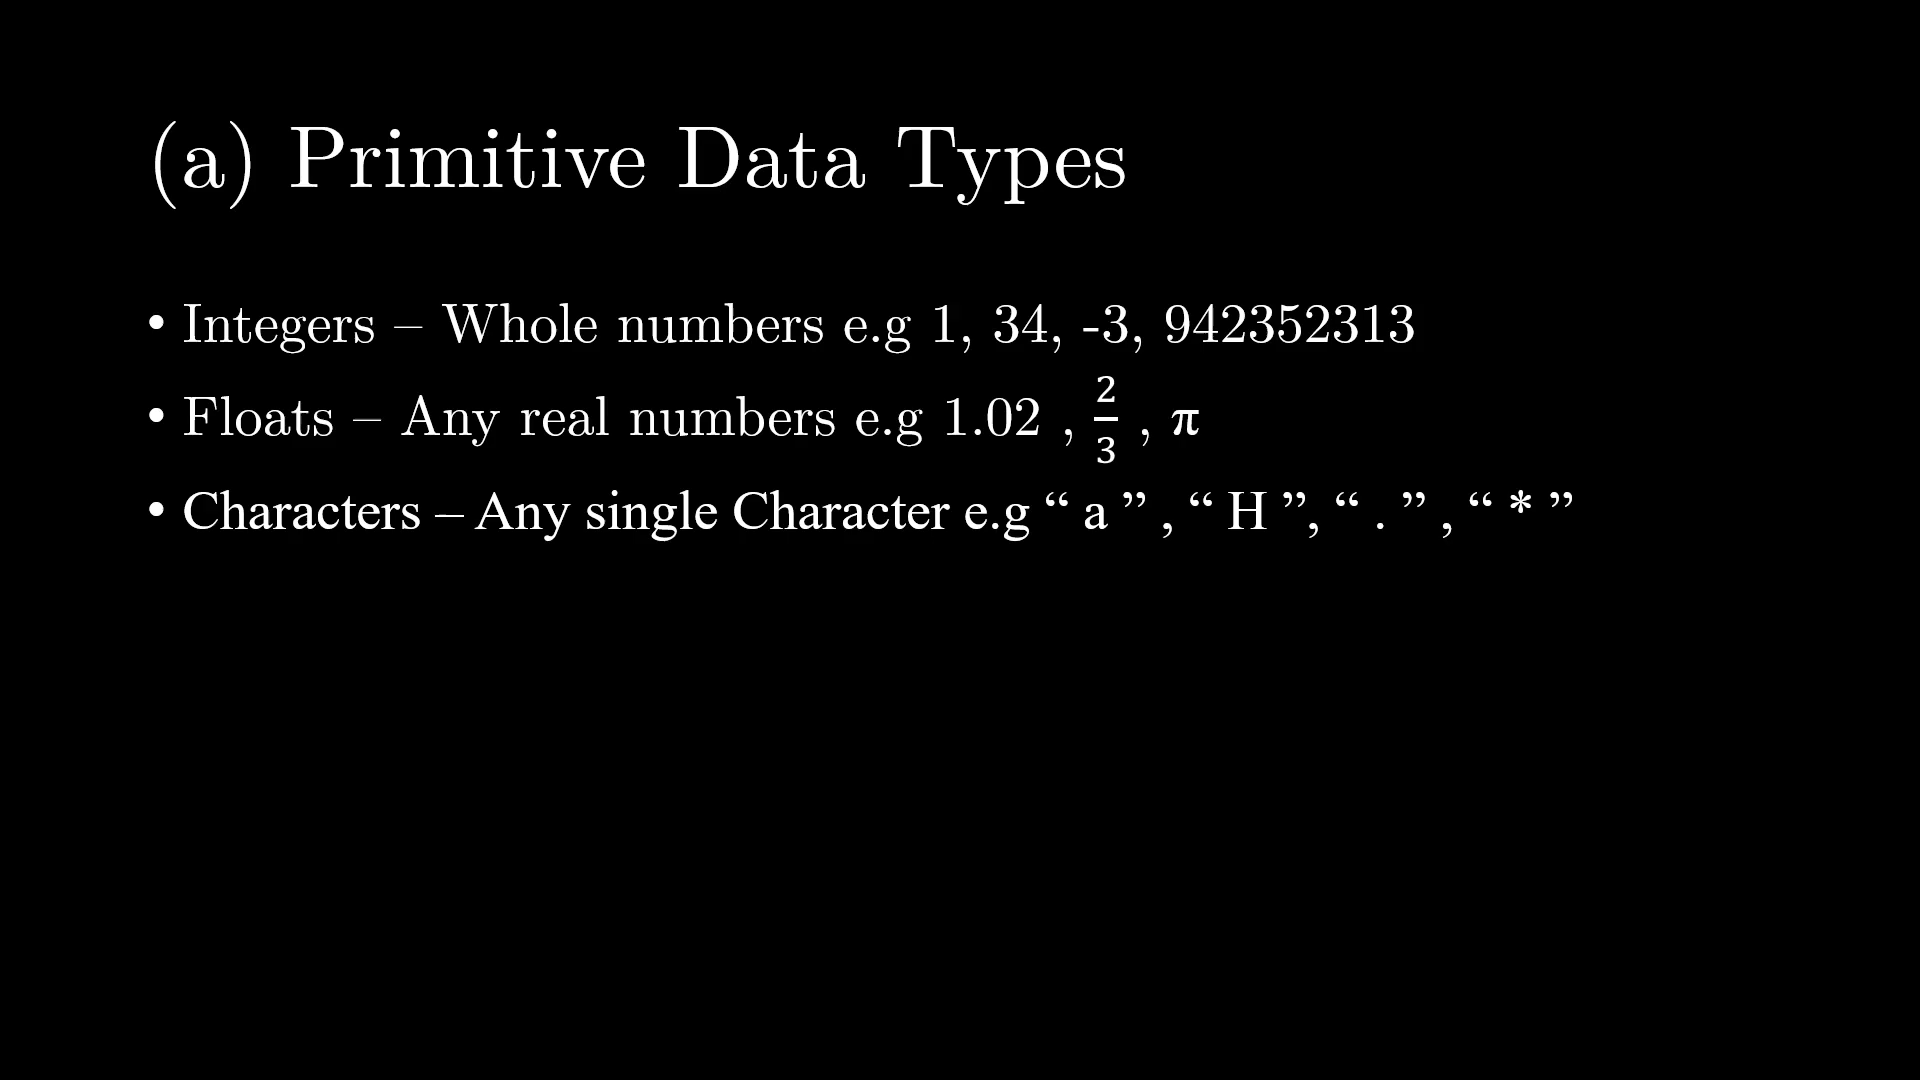 (a) Primitive Data Types
• Integers – Whole numbers e.g 1, 34, -3, 942352313
• Floats – Any real numbers e.g 1.02 , 2/3 , π
• Characters – Any single Character e.g “ a ” , “ H ”, “ . ” , “ * ”